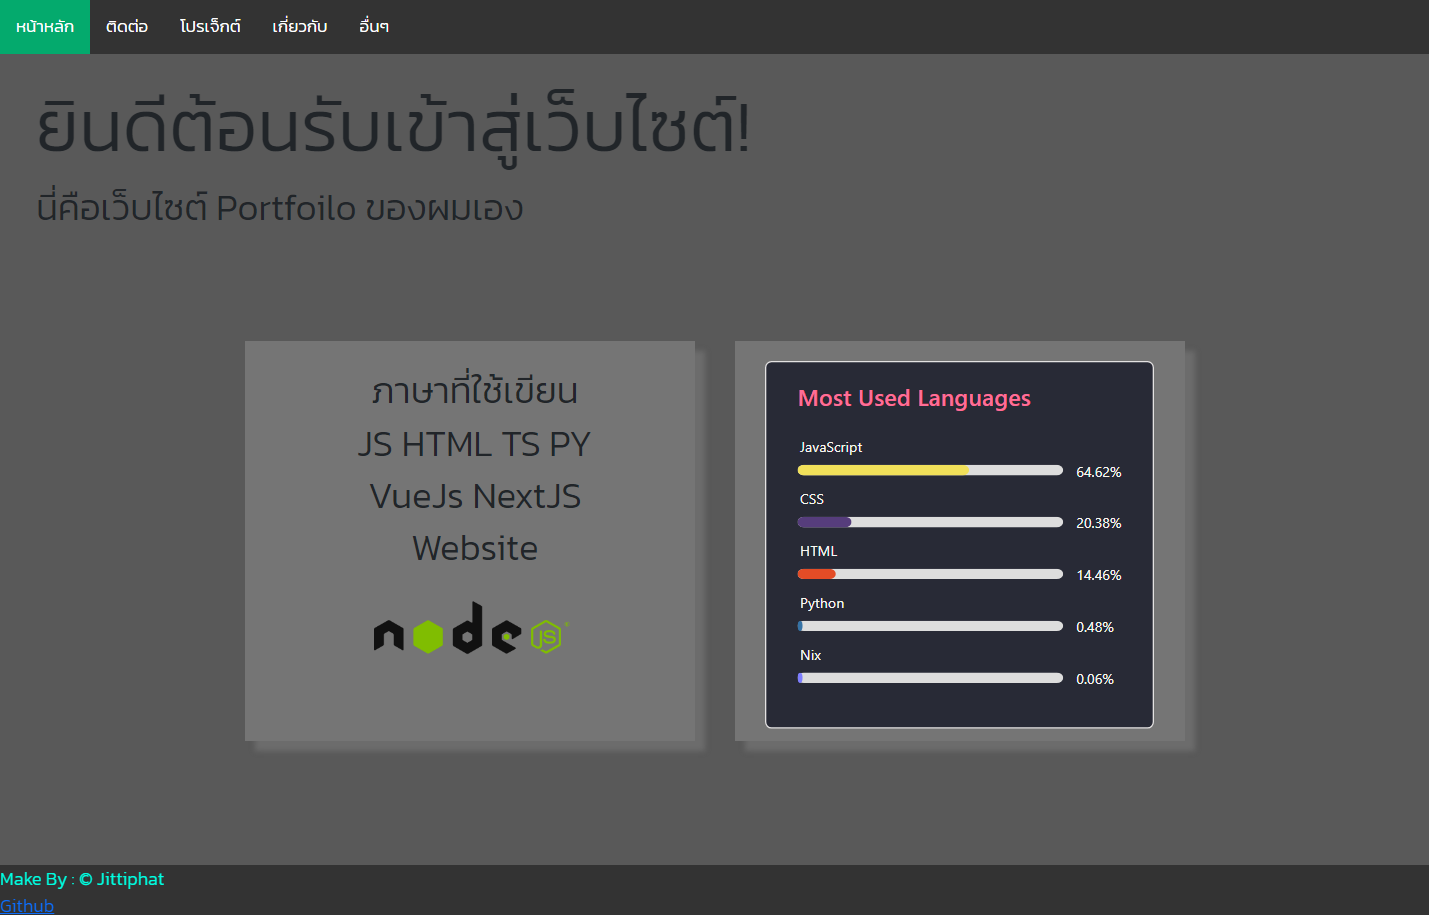 หน้าหลัก ติดต่อ โปรเจ็กต์ เกี่ยวกับ อื่นๆ
ยินดีต้อนรับเข้าสู่เว็บไซต์!
นี่คือเว็บไซต์ Portfoilo ของผมเอง
ภาษาที่ใช้เขียน
JS HTML TS PY
VueJs NextJS
Website
node JS
Most Used Languages
JavaScript
64.62%
CSS
20.38%
HTML
14.46%
Python
0.48%
Nix
0.06%
Make By : © Jittiphat
Github